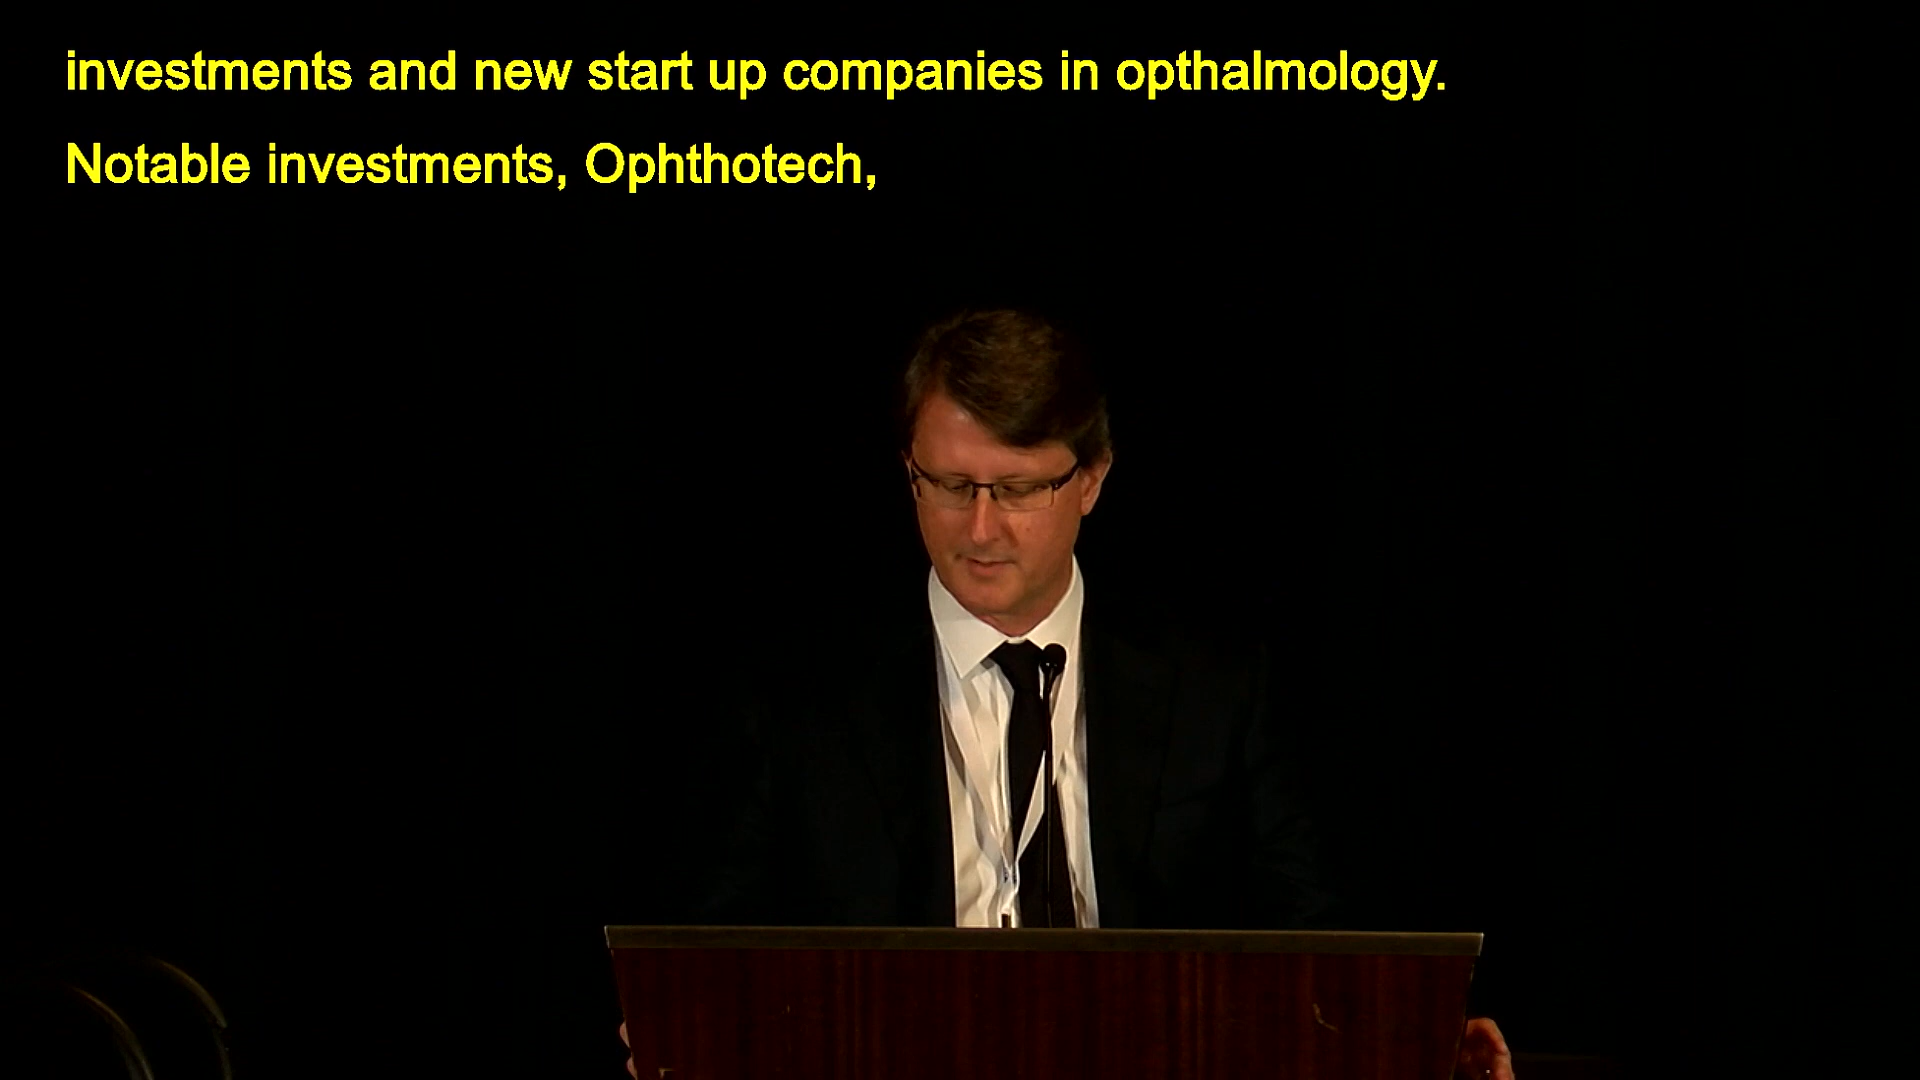 investments and new start up companies in opthalmology.
Notable investments, Ophthotech,